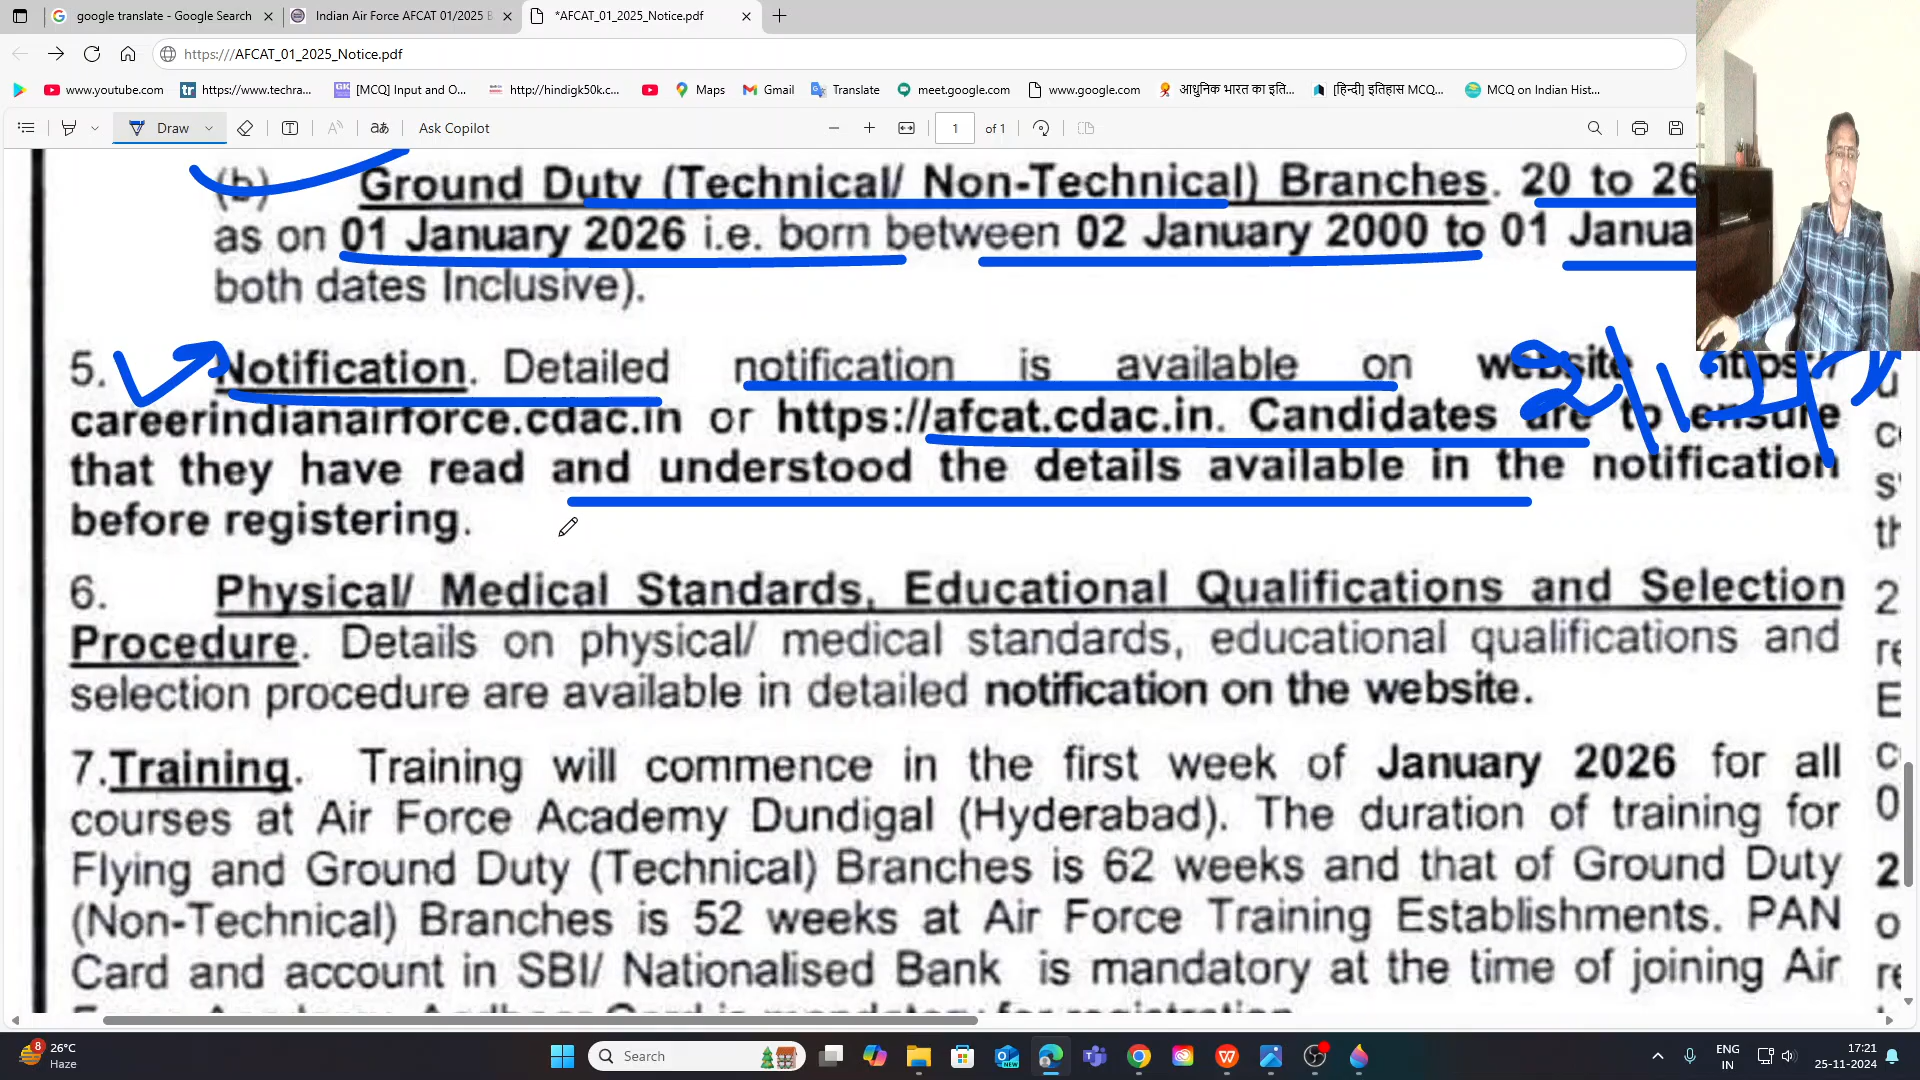 google translate - Google Search
Indian Air Force AFCAT 01/2025
*AFCAT_01_2025_Notice.pdf
https:///AFCAT_01_2025_Notice.pdf
www.youtube.com
https://www.techra...
[MCQ] Input and O...
http://hindigk50k.c...
Maps
Gmail
Translate
meet.google.com
www.google.com
आधुनिक भारत का इति...
[हिन्दी] इतिहास MCQ...
MCQ on Indian Hist...
Draw
aあ
Ask Copilot
1 of 1
(b) Ground Duty (Technical/ Non-Technical) Branches. 20 to 26
as on 01 January 2026 i.e. born between 02 January 2000 to 01 Janua
both dates Inclusive).
5. Notification. Detailed notification is available on website https:/
careerindianairforce.cdac.in or https://afcat.cdac.in. Candidates are to ensure
that they have read and understood the details available in the notification
before registering.
6. Physical/ Medical Standards, Educational Qualifications and Selection
Procedure. Details on physical/ medical standards, educational qualifications and
selection procedure are available in detailed notification on the website.
7.Training. Training will commence in the first week of January 2026 for all
courses at Air Force Academy Dundigal (Hyderabad). The duration of training for
Flying and Ground Duty (Technical) Branches is 62 weeks and that of Ground Duty
(Non-Technical) Branches is 52 weeks at Air Force Training Establishments. PAN
Card and account in SBI/ Nationalised Bank is mandatory at the time of joining Air
8
26°C
Haze
Search
ENG
IN
17:21
25-11-2024